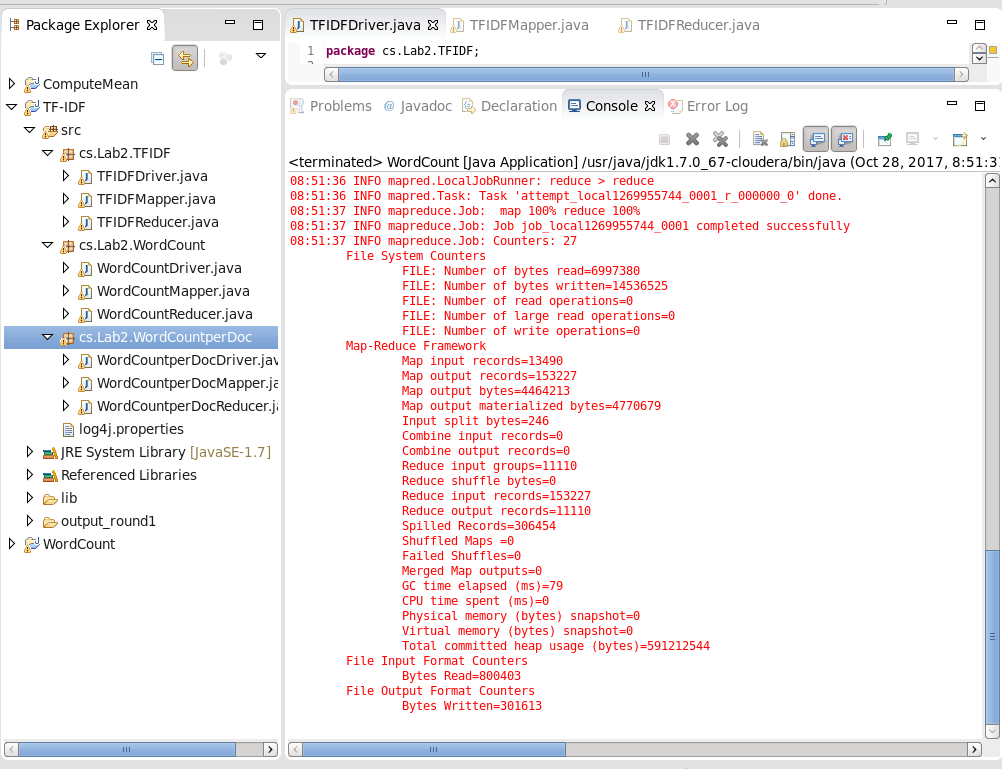 Package Explorer
ComputeMean
TF-IDF
src
cs.Lab2.TFIDF
TFIDFDriver.java
TFIDFMapper.java
TFIDFReducer.java
cs.Lab2.WordCount
WordCountDriver.java
WordCountMapper.java
WordCountReducer.java
cs.Lab2.WordCountperDoc
WordCountperDocDriver.jav
WordCountperDocMapper.ja
WordCountperDocReducer.ja
log4j.properties
JRE System Library [JavaSE-1.7]
Referenced Libraries
lib
output_round1
WordCount
TFIDFDriver.java TFIDFMapper.java TFIDFReducer.java
1 package cs.Lab2.TFIDF;
Problems @ Javadoc Declaration Console Error Log
<terminated> WordCount [Java Application] /usr/java/jdk1.7.0_67-cloudera/bin/java (Oct 28, 2017, 8:51:3
08:51:36 INFO mapred.LocalJobRunner: reduce > reduce
08:51:36 INFO mapred.Task: Task 'attempt_local1269955744_0001_r_000000_0' done.
08:51:37 INFO mapreduce.Job:  map 100% reduce 100%
08:51:37 INFO mapreduce.Job: Job job_local1269955744_0001 completed successfully
08:51:37 INFO mapreduce.Job: Counters: 27
File System Counters
FILE: Number of bytes read=6997380
FILE: Number of bytes written=14536525
FILE: Number of read operations=0
FILE: Number of large read operations=0
FILE: Number of write operations=0
Map-Reduce Framework
Map input records=13490
Map output records=153227
Map output bytes=4464213
Map output materialized bytes=4770679
Input split bytes=246
Combine input records=0
Combine output records=0
Reduce input groups=11110
Reduce shuffle bytes=0
Reduce input records=153227
Reduce output records=11110
Spilled Records=306454
Shuffled Maps =0
Failed Shuffles=0
Merged Map outputs=0
GC time elapsed (ms)=79
CPU time spent (ms)=0
Physical memory (bytes) snapshot=0
Virtual memory (bytes) snapshot=0
Total committed heap usage (bytes)=591212544
File Input Format Counters
Bytes Read=800403
File Output Format Counters
Bytes Written=301613